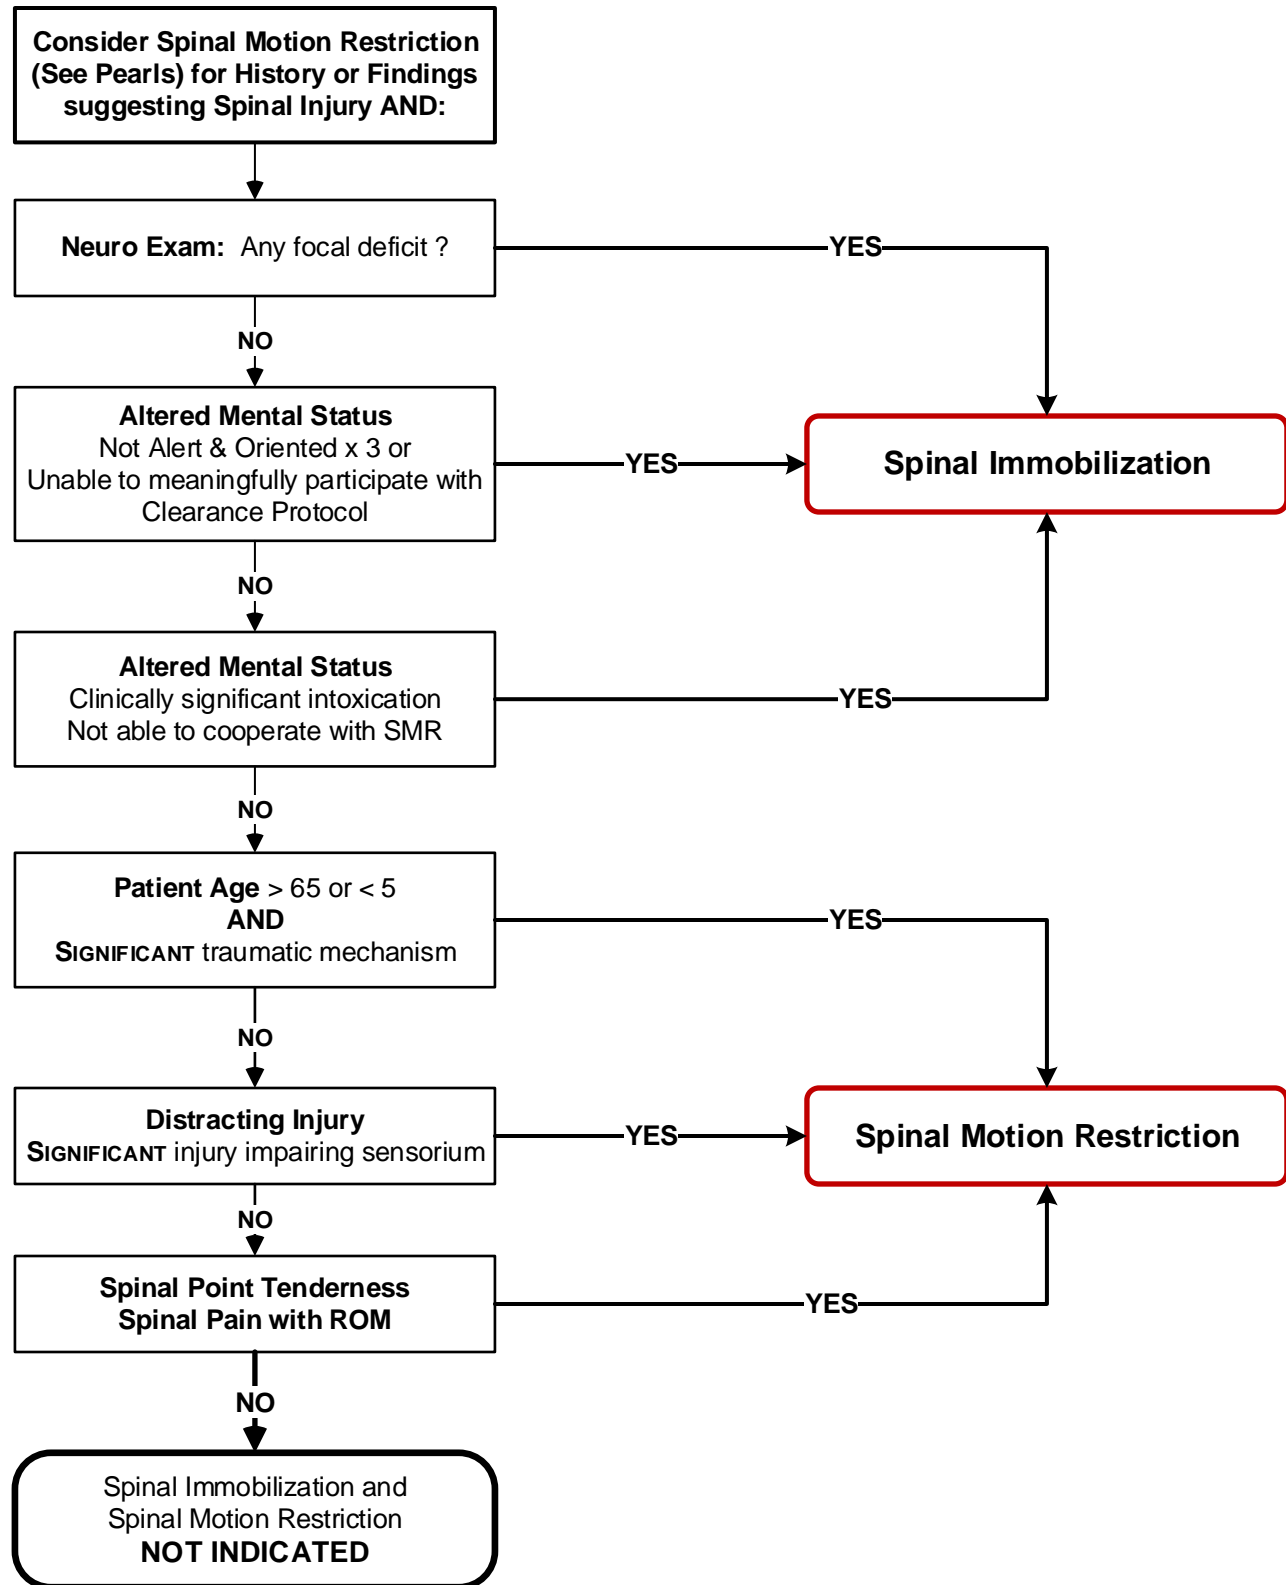 Consider Spinal Motion Restriction
(See Pearls) for History or Findings
suggesting Spinal Injury AND:
Neuro Exam: Any focal deficit ?
YES
NO
Altered Mental Status
Not Alert & Oriented x 3 or
Unable to meaningfully participate with
Clearance Protocol
YES
Spinal Immobilization
NO
Altered Mental Status
Clinically significant intoxication
Not able to cooperate with SMR
YES
NO
Patient Age > 65 or < 5
AND
SIGNIFICANT traumatic mechanism
YES
NO
Distracting Injury
SIGNIFICANT injury impairing sensorium
YES
Spinal Motion Restriction
NO
Spinal Point Tenderness
Spinal Pain with ROM
YES
NO
Spinal Immobilization and
Spinal Motion Restriction
NOT INDICATED